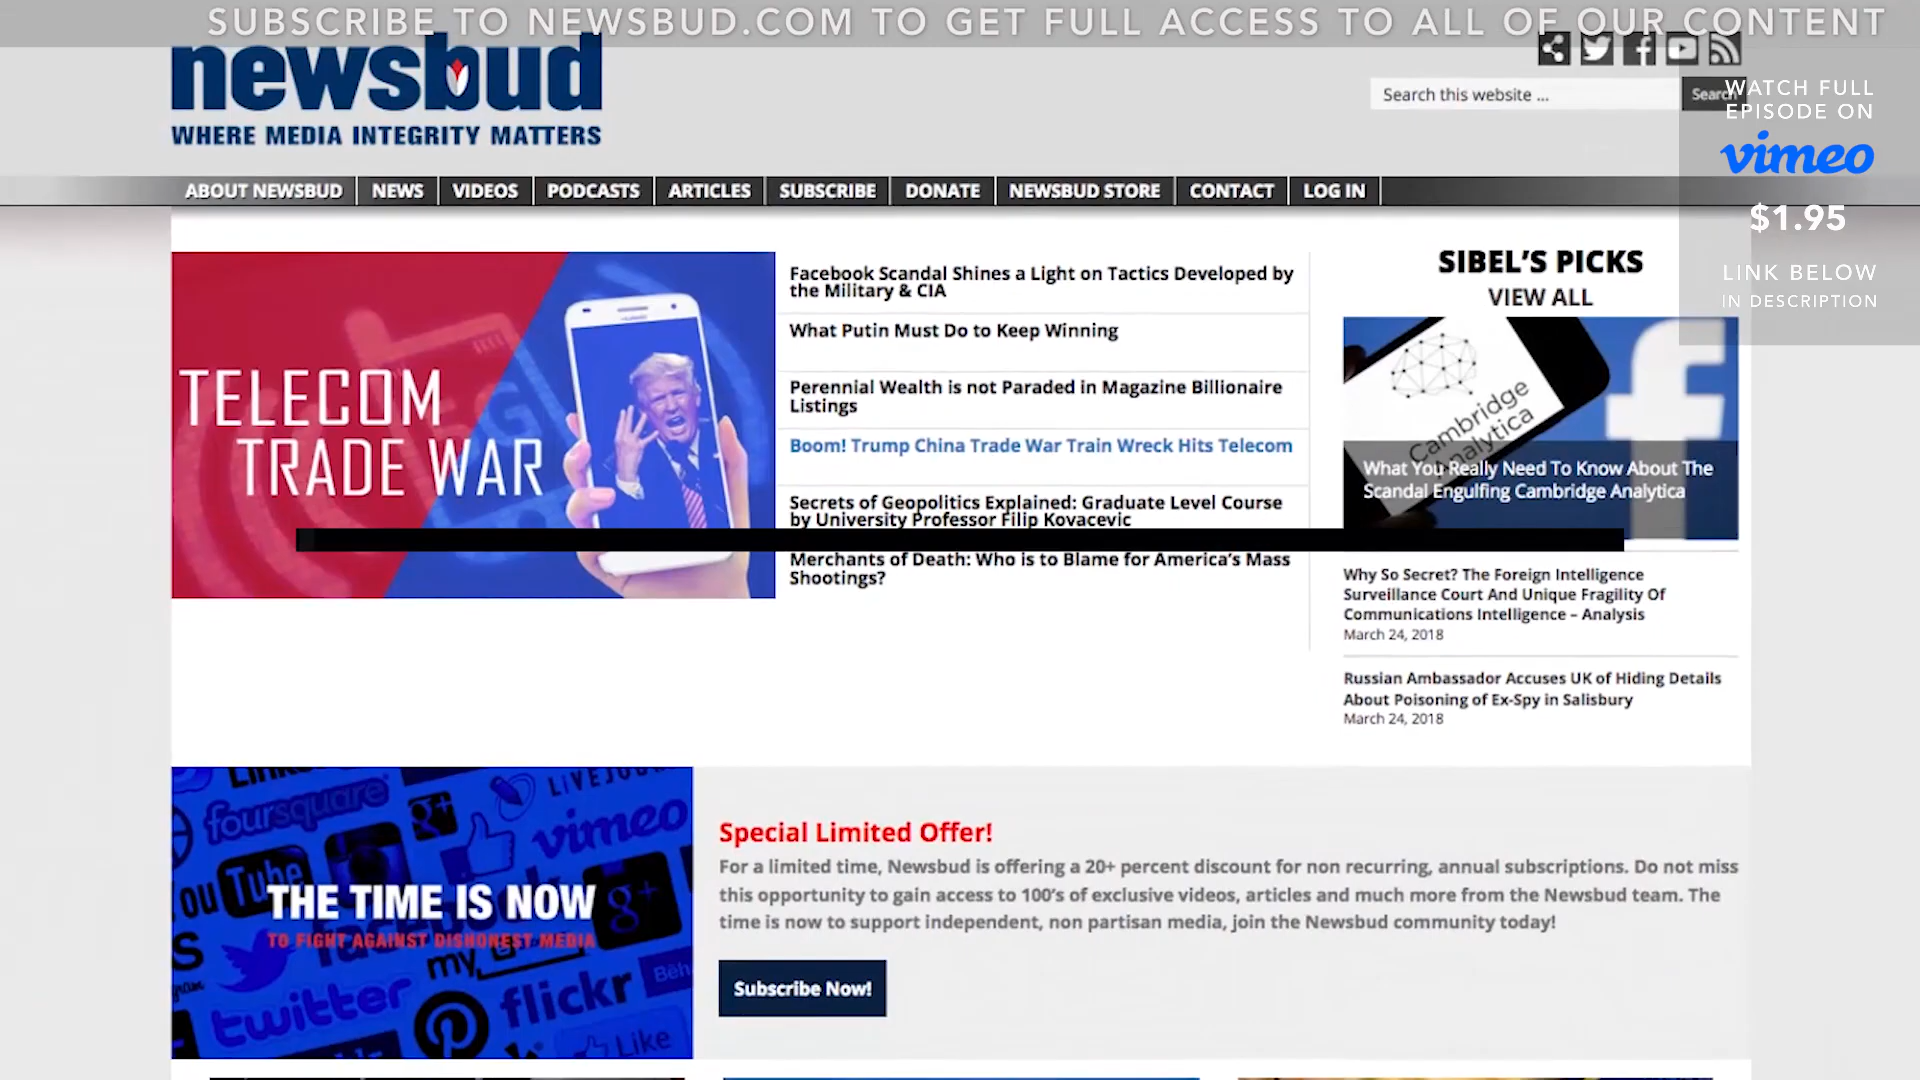 SUBSCRIBE TO NEWSBUD.COM TO GET FULL ACCESS TO ALL OF OUR CONTENT
newsbud
WHERE MEDIA INTEGRITY MATTERS
Search this website ...
Search
WATCH FULL
EPISODE ON
vimeo
$1.95
LINK BELOW
IN DESCRIPTION
ABOUT NEWSBUD
NEWS
VIDEOS
PODCASTS
ARTICLES
SUBSCRIBE
DONATE
NEWSBUD STORE
CONTACT
LOG IN
TELECOM
TRADE WAR
Facebook Scandal Shines a Light on Tactics Developed by
the Military & CIA
What Putin Must Do to Keep Winning
Perennial Wealth is not Paraded in Magazine Billionaire
Listings
Boom! Trump China Trade War Train Wreck Hits Telecom
Secrets of Geopolitics Explained: Graduate Level Course
by University Professor Filip Kovacevic
Merchants of Death: Who is to Blame for America's Mass
Shootings?
SIBEL'S PICKS
VIEW ALL
Cambridge
Analytica
What You Really Need To Know About The
Scandal Engulfing Cambridge Analytica
Why So Secret? The Foreign Intelligence
Surveillance Court And Unique Fragility Of
Communications Intelligence – Analysis
March 24, 2018
Russian Ambassador Accuses UK of Hiding Details
About Poisoning of Ex-Spy in Salisbury
March 24, 2018
foursquare
g+
vimeo
You Tube
THE TIME IS NOW
TO FIGHT AGAINST DISHONEST MEDIA
g+
my
twitter
flickr
Like
Special Limited Offer!
For a limited time, Newsbud is offering a 20+ percent discount for non recurring, annual subscriptions. Do not miss
this opportunity to gain access to 100's of exclusive videos, articles and much more from the Newsbud team. The
time is now to support independent, non partisan media, join the Newsbud community today!
Subscribe Now!